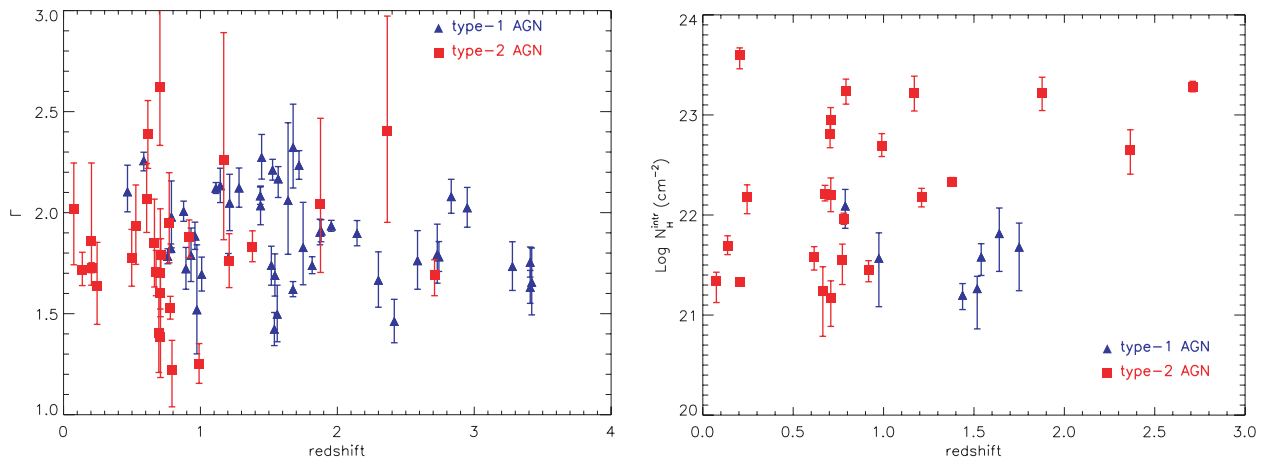 3.0
2.5
2.0
1.5
1.0
Γ
type-1 AGN
type-2 AGN
0 1 2 3 4
redshift
24
23
22
21
20
Log N_H^intr (cm⁻²)
type-1 AGN
type-2 AGN
0.0 0.5 1.0 1.5 2.0 2.5 3.0
redshift